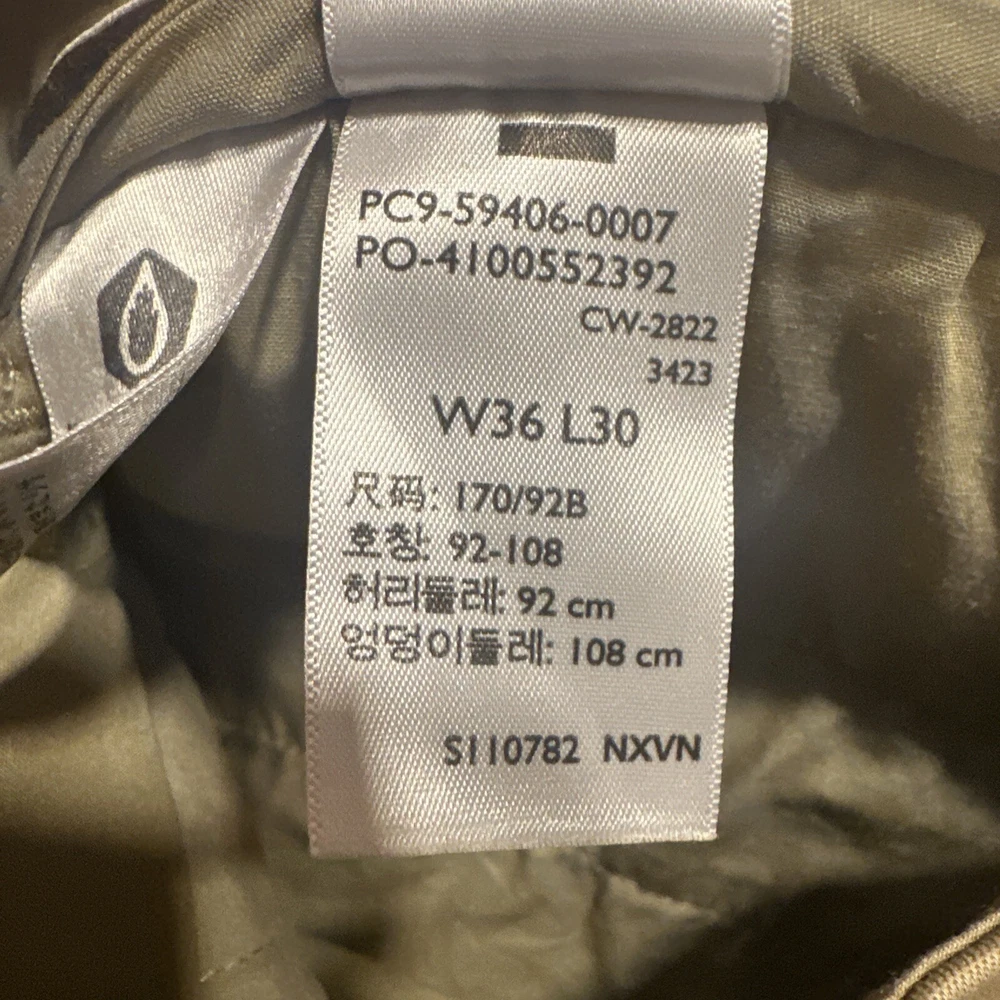 PC9-59406-0007
PO-4100552392
CW-2822
3423
W36 L30
尺码: 170/92B
호칭: 92-108
허리둘레: 92 cm
엉덩이둘레: 108 cm
S110782 NXVN